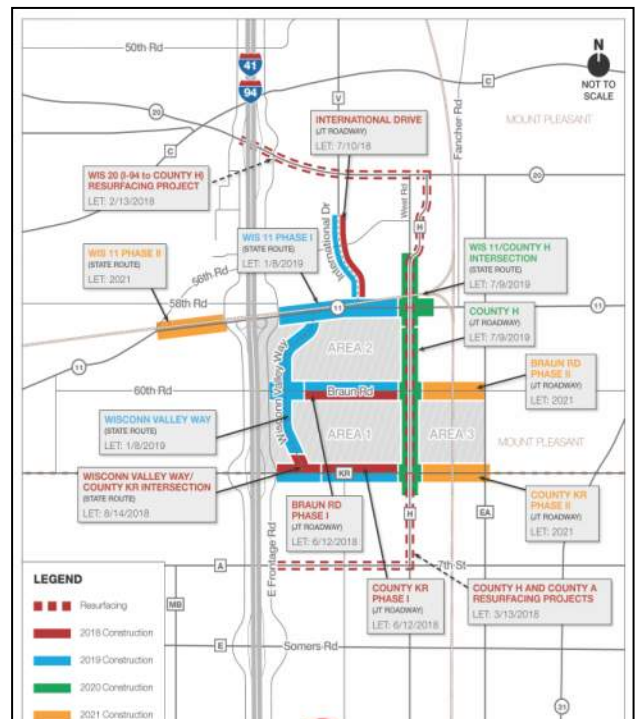 50th Rd
41
94
N
NOT TO
SCALE
C
V
20
MOUNT PLEASANT
Fancher Rd
INTERNATIONAL DRIVE
(JT ROADWAY)
LET: 7/10/18
C
WIS 20 (I-94 to COUNTY H)
RESURFACING PROJECT
LET: 2/13/2018
West Rd
20
20
International Dr
H
WIS 11 PHASE I
(STATE ROUTE)
LET: 1/8/2019
WIS 11/COUNTY H
INTERSECTION
(STATE ROUTE)
LET: 7/9/2019
WIS 11 PHASE II
(STATE ROUTE)
LET: 2021
56th Rd
58th Rd
11
11
COUNTY H
(JT ROADWAY)
LET: 7/9/2019
AREA 2
Wisconn Valley Way
11
BRAUN RD
PHASE II
(JT ROADWAY)
LET: 2021
60th Rd
Braun Rd
WISCONN VALLEY WAY
(STATE ROUTE)
LET: 1/8/2019
AREA 1
AREA 3
MOUNT PLEASANT
WISCONN VALLEY WAY/
COUNTY KR INTERSECTION
(STATE ROUTE)
LET: 8/14/2018
KR
BRAUN RD
PHASE I
(JT ROADWAY)
LET: 6/12/2018
COUNTY KR
PHASE II
(JT ROADWAY)
LET: 2021
H
EA
E Frontage Rd
A
7th St
LEGEND
Resurfacing
2018 Construction
2019 Construction
2020 Construction
2021 Construction
MB
COUNTY KR
PHASE I
(JT ROADWAY)
LET: 6/12/2018
COUNTY H AND COUNTY A
RESURFACING PROJECTS
LET: 3/13/2018
E
Somers Rd
31